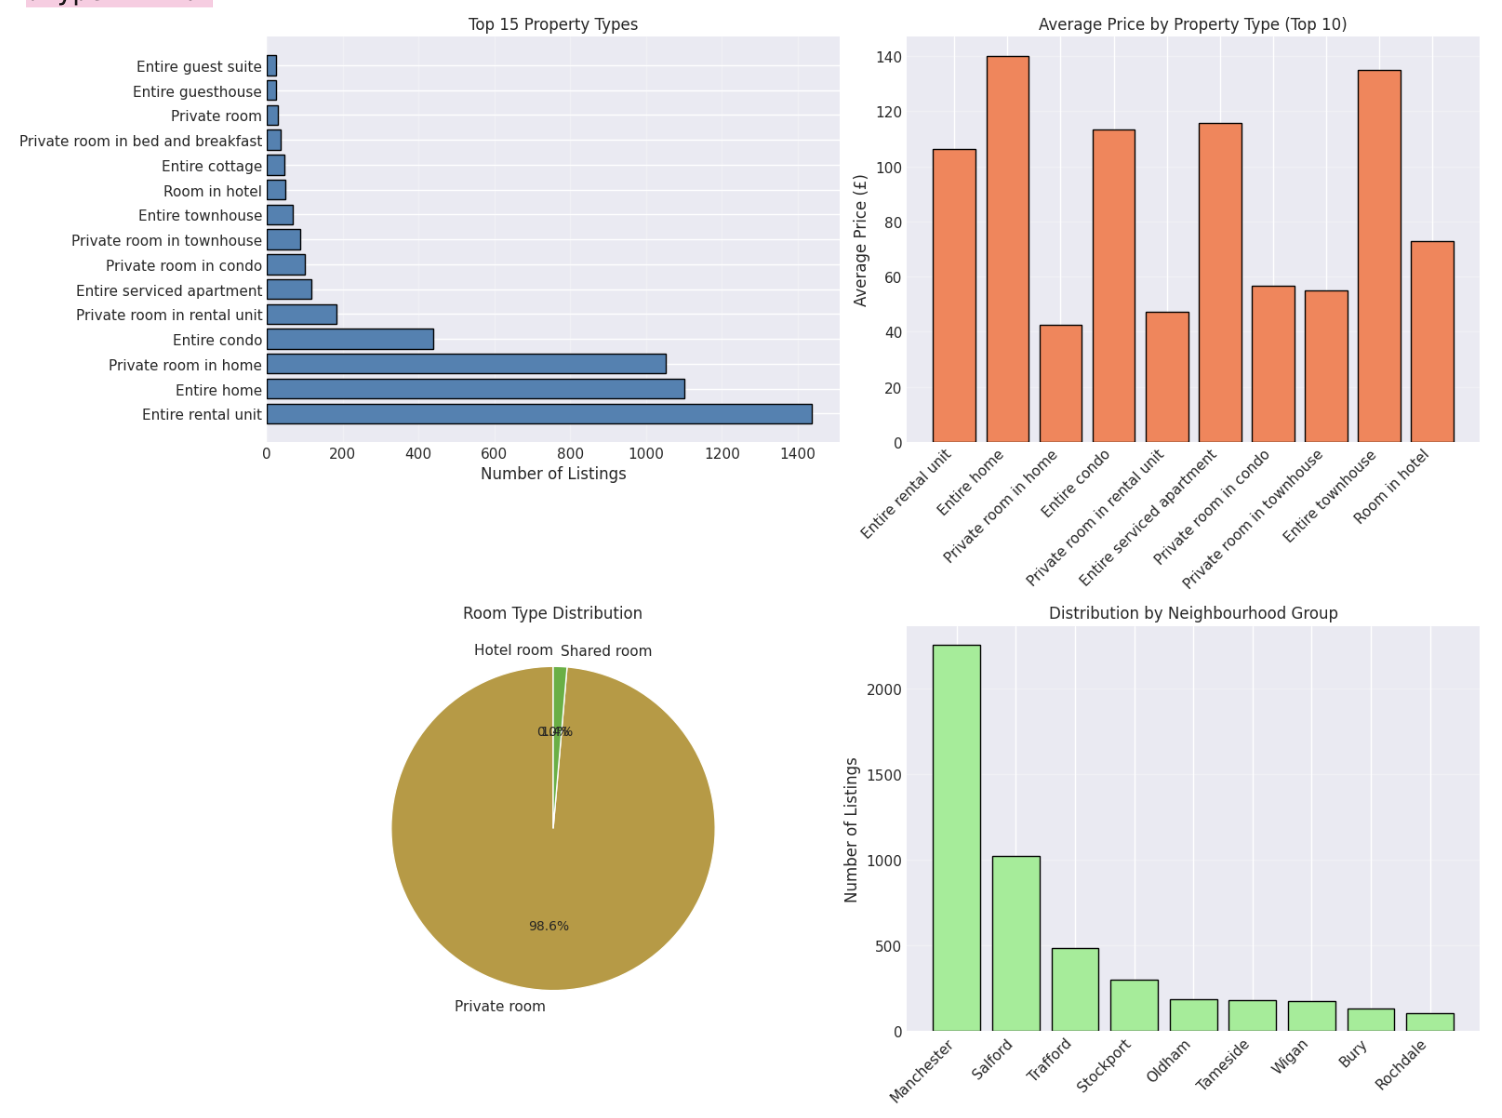 Top 15 Property Types
Entire guest suite
Entire guesthouse
Private room
Private room in bed and breakfast
Entire cottage
Room in hotel
Entire townhouse
Private room in townhouse
Private room in condo
Entire serviced apartment
Private room in rental unit
Entire condo
Private room in home
Entire home
Entire rental unit
0 200 400 600 800 1000 1200 1400
Number of Listings
Average Price by Property Type (Top 10)
Average Price (£)
140
120
100
80
60
40
20
0
Entire rental unit
Entire home
Private room in home
Entire condo
Private room in rental unit
Entire serviced apartment
Private room in condo
Private room in townhouse
Entire townhouse
Room in hotel
Room Type Distribution
Hotel room
Shared room
98.6%
Private room
Distribution by Neighbourhood Group
Number of Listings
2000
1500
1000
500
0
Manchester
Salford
Trafford
Stockport
Oldham
Tameside
Wigan
Bury
Rochdale